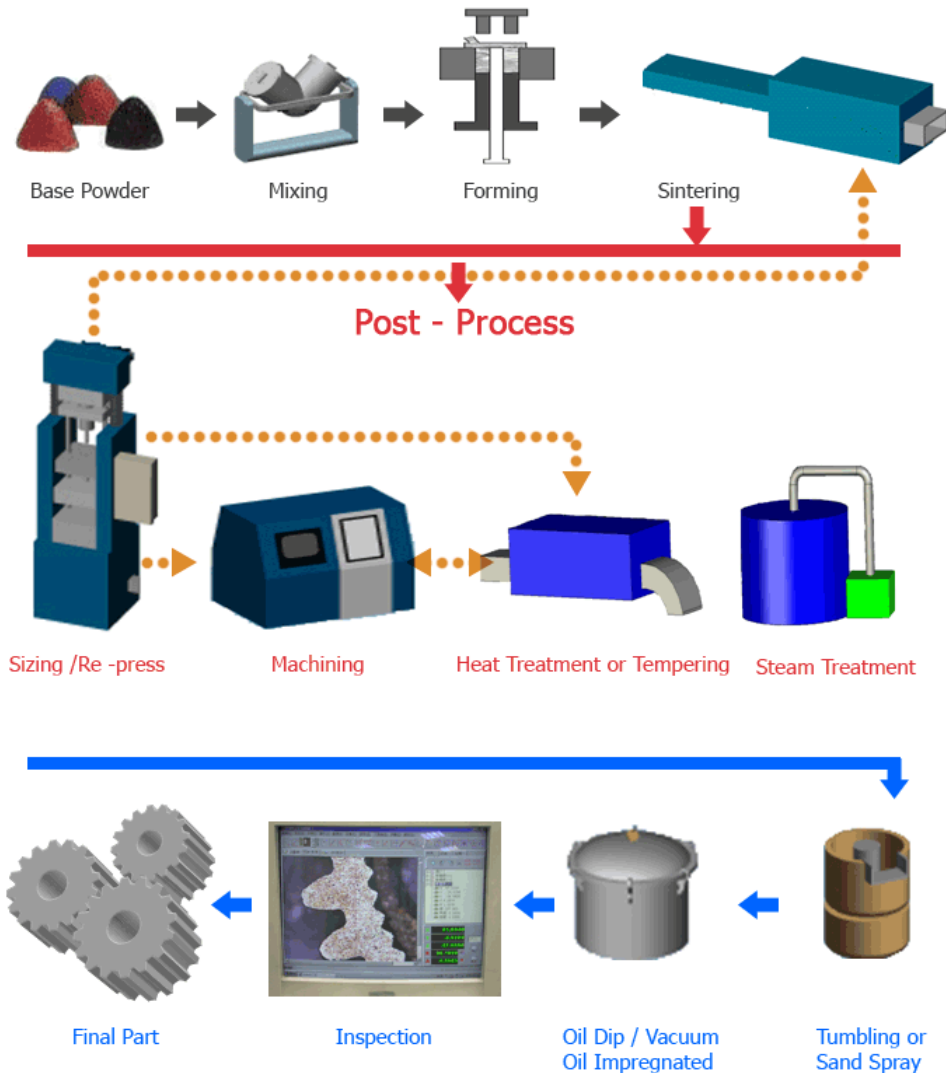 Base Powder
Mixing
Forming
Sintering
Post - Process
Sizing /Re -press
Machining
Heat Treatment or Tempering
Steam Treatment
Final Part
Inspection
Oil Dip / Vacuum
Oil Impregnated
Tumbling or
Sand Spray